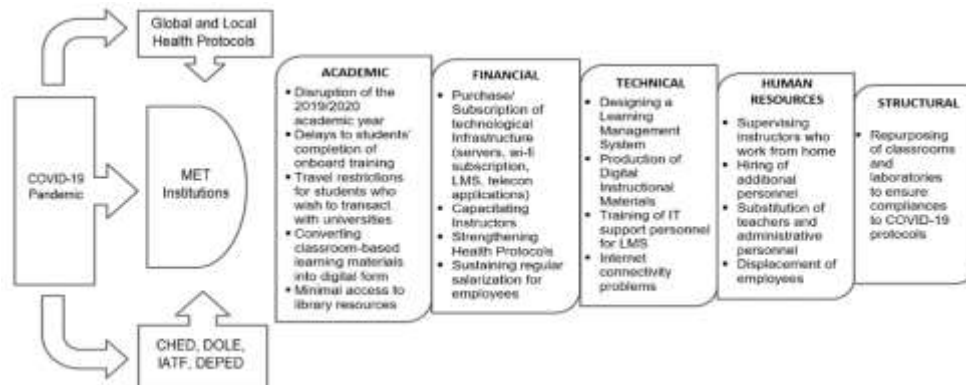 Global and Local
Health Protocols
COVID-19
Pandemic
MET
Institutions
CHED, DOLE,
IATF, DEPED
ACADEMIC
• Disruption of the
2019/2020
academic year
• Delays to students'
completion of
onboard training
• Travel restrictions
for students who
wish to transact
with universities
• Converting
classroom-based
learning materials
into digital form
• Minimal access to
library resources
FINANCIAL
• Purchase/
Subscription of
technological
Infrastructure
(servers, wi-fi
subscription,
LMS, telecom
applications)
• Capacitating
Instructors
• Strengthening
Health Protocols
• Sustaining regular
salarization for
employees
TECHNICAL
• Designing a
Learning
Management
System
• Production of
Digital
Instructional
Materials
• Training of IT
support personnel
for LMS
• Internet
connectivity
problems
HUMAN
RESOURCES
• Supervising
instructors who
work from home
• Hiring of
additional
personnel
• Substitution of
teachers and
administrative
personnel
• Displacement of
employees
STRUCTURAL
• Repurposing
of classrooms
and
laboratories
to ensure
compliances
to COVID-19
protocols